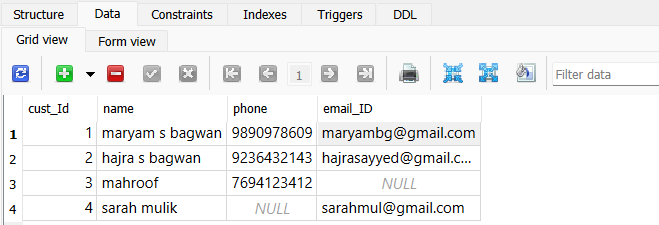 Structure Data Constraints Indexes Triggers DDL
Grid view Form view
1 Filter data
cust_Id name phone email_ID
1 1 maryam s bagwan 9890978609 maryambg@gmail.com
2 2 hajra s bagwan 9236432143 hajrasayyed@gmail.c...
3 3 mahroof 7694123412 NULL
4 4 sarah mulik NULL sarahmul@gmail.com